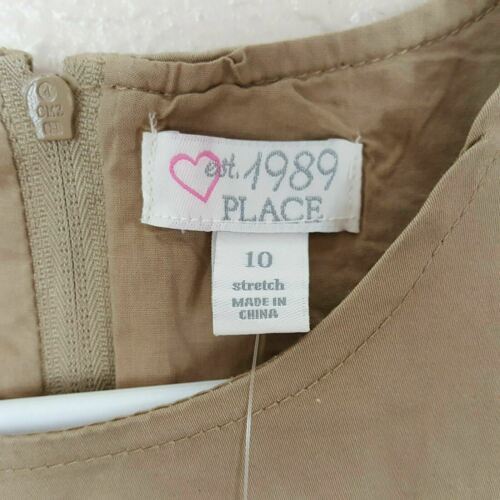 est. 1989
PLACE
10
stretch
MADE IN
CHINA